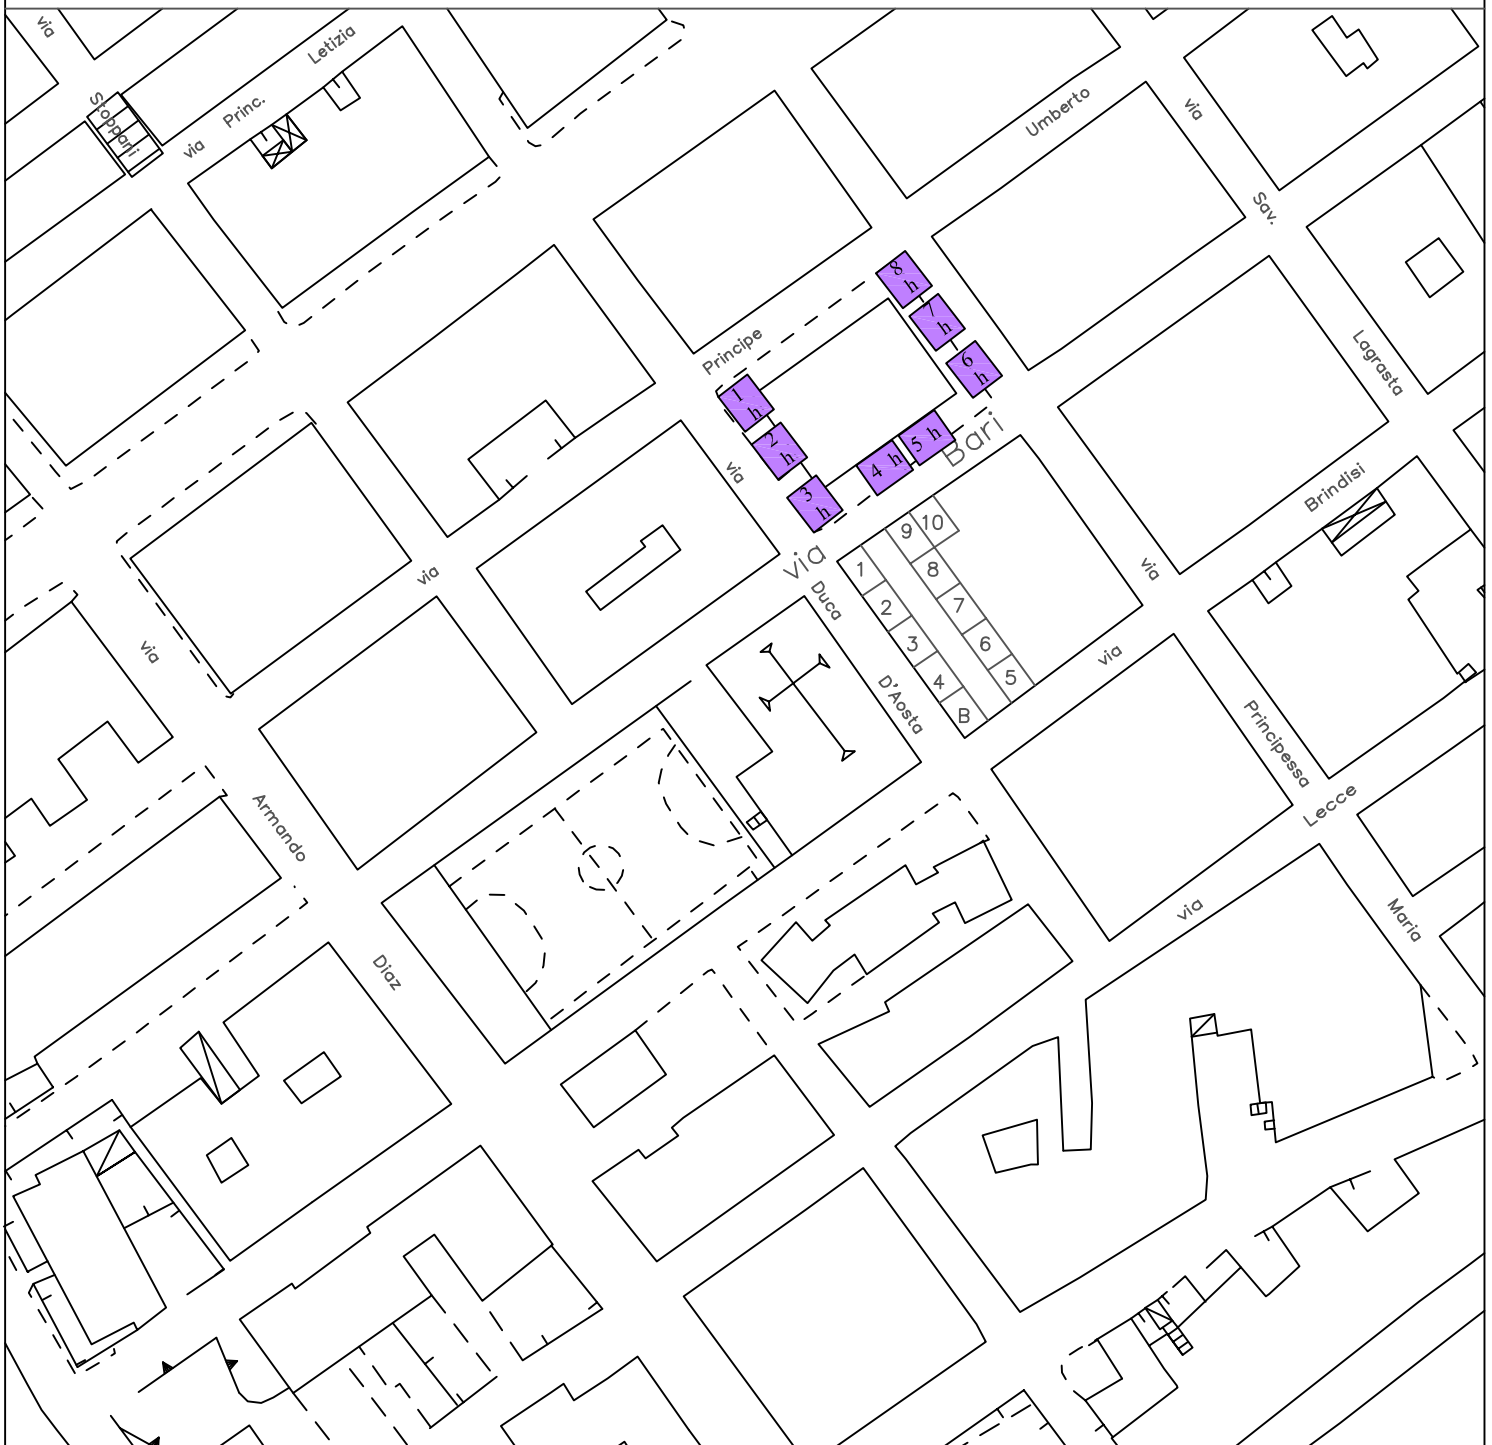 via
Stoppani
via
Princ.
Letizia
Umberto
via
Sav.
Lagrasta
Principe
8 h
7 h
6 h
1 h
2 h
3 h
4 h
5 h
via
Bari
Brindisi
via
via
via
via
Duca
D'Aosta
1
2
3
4
B
9
10
8
7
6
5
via
via
Principessa
Lecce
Armando
Diaz
via
Maria